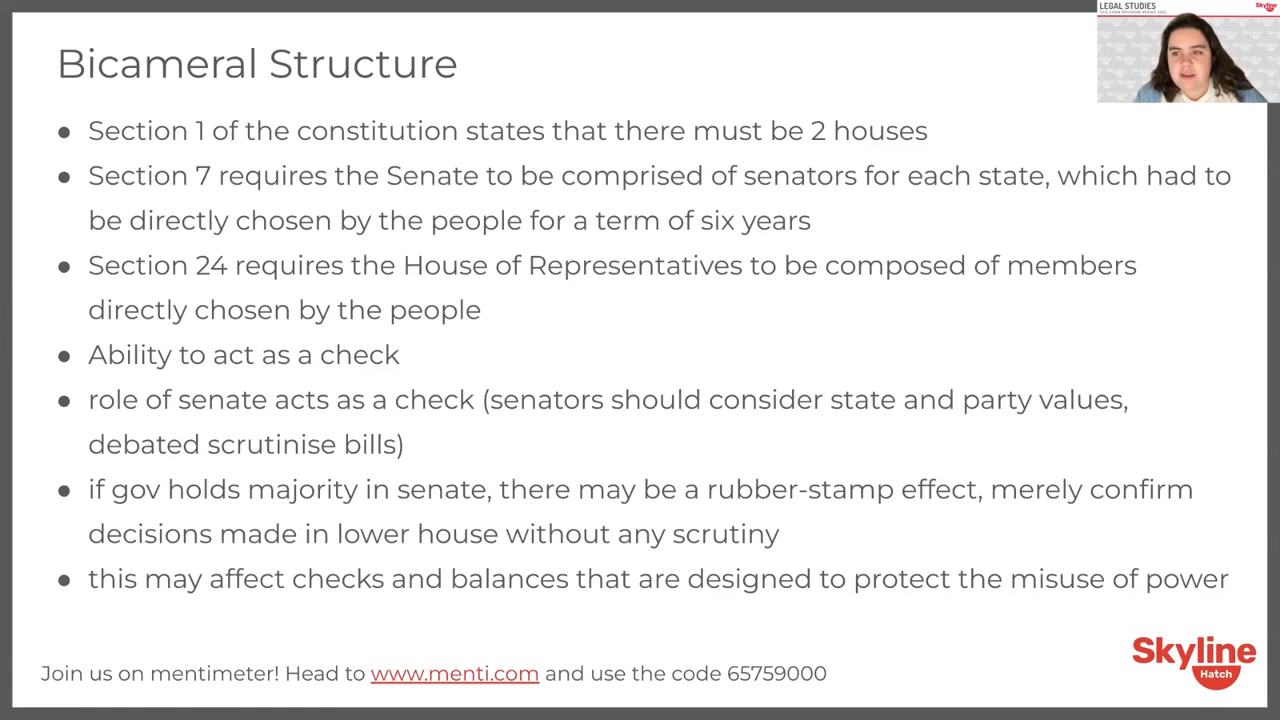 LEGAL STUDIES
Skyline
Bicameral Structure
● Section 1 of the constitution states that there must be 2 houses
● Section 7 requires the Senate to be comprised of senators for each state, which had to
be directly chosen by the people for a term of six years
● Section 24 requires the House of Representatives to be composed of members
directly chosen by the people
● Ability to act as a check
● role of senate acts as a check (senators should consider state and party values,
debated scrutinise bills)
● if gov holds majority in senate, there may be a rubber-stamp effect, merely confirm
decisions made in lower house without any scrutiny
● this may affect checks and balances that are designed to protect the misuse of power
Join us on mentimeter! Head to www.menti.com and use the code 65759000
Skyline
Hatch